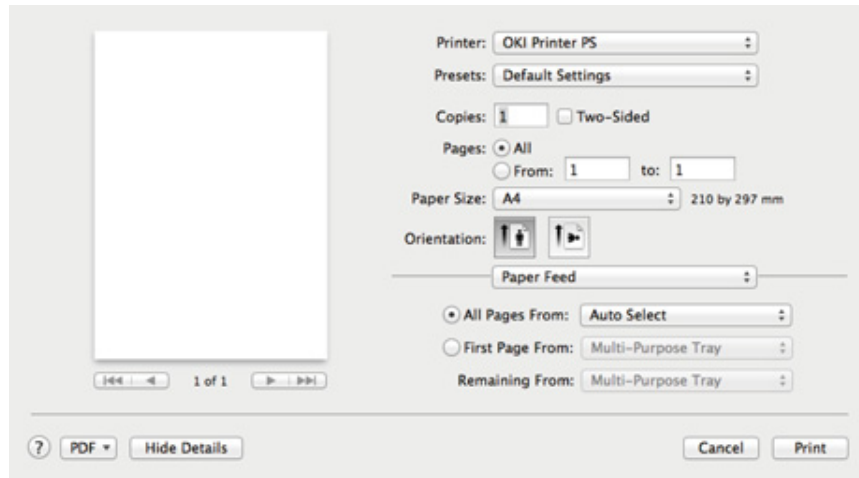 Printer: OKI Printer PS
Presets: Default Settings
Copies: 1 Two-Sided
Pages: All
From: 1 to: 1
Paper Size: A4 210 by 297 mm
Orientation:
Paper Feed
All Pages From: Auto Select
First Page From: Multi-Purpose Tray
Remaining From: Multi-Purpose Tray
1 of 1
? PDF Hide Details Cancel Print